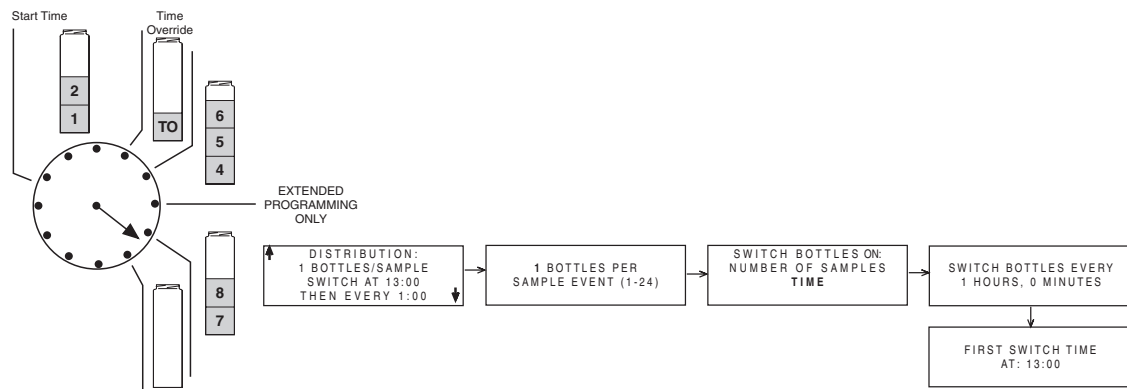 Start Time
Time
Override
2
1
TO
6
5
4
EXTENDED
PROGRAMMING
ONLY
8
7
DISTRIBUTION:
1 BOTTLES/SAMPLE
SWITCH AT 13:00
THEN EVERY 1:00
1 BOTTLES PER
SAMPLE EVENT (1-24)
SWITCH BOTTLES ON:
NUMBER OF SAMPLES
TIME
SWITCH BOTTLES EVERY
1 HOURS, 0 MINUTES
FIRST SWITCH TIME
AT: 13:00